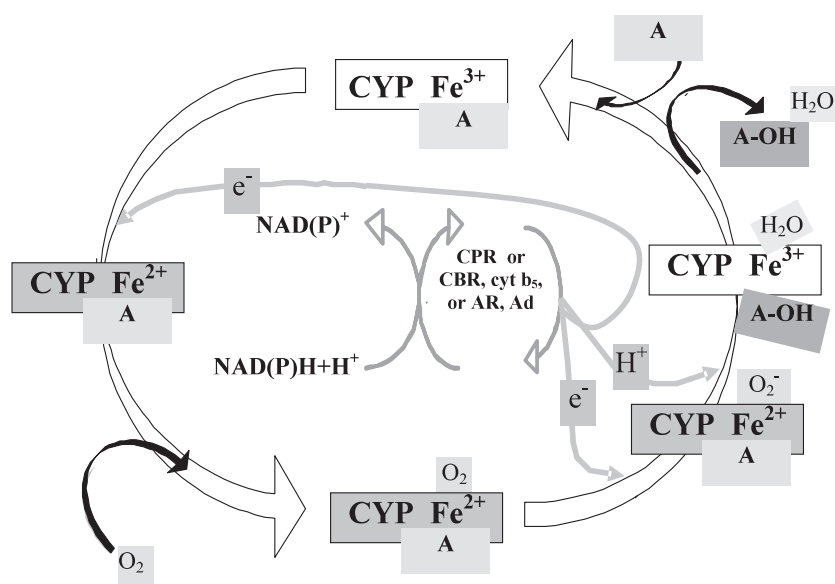 A
CYP Fe³⁺
A
H₂O
A-OH
e⁻
NAD(P)⁺
CPR or
CBR, cyt b₅,
or AR, Ad
H₂O
CYP Fe³⁺
A-OH
CYP Fe²⁺
A
NAD(P)H+H⁺
H⁺
e⁻
O₂⁻
CYP Fe²⁺
A
O₂
CYP Fe²⁺
A
O₂